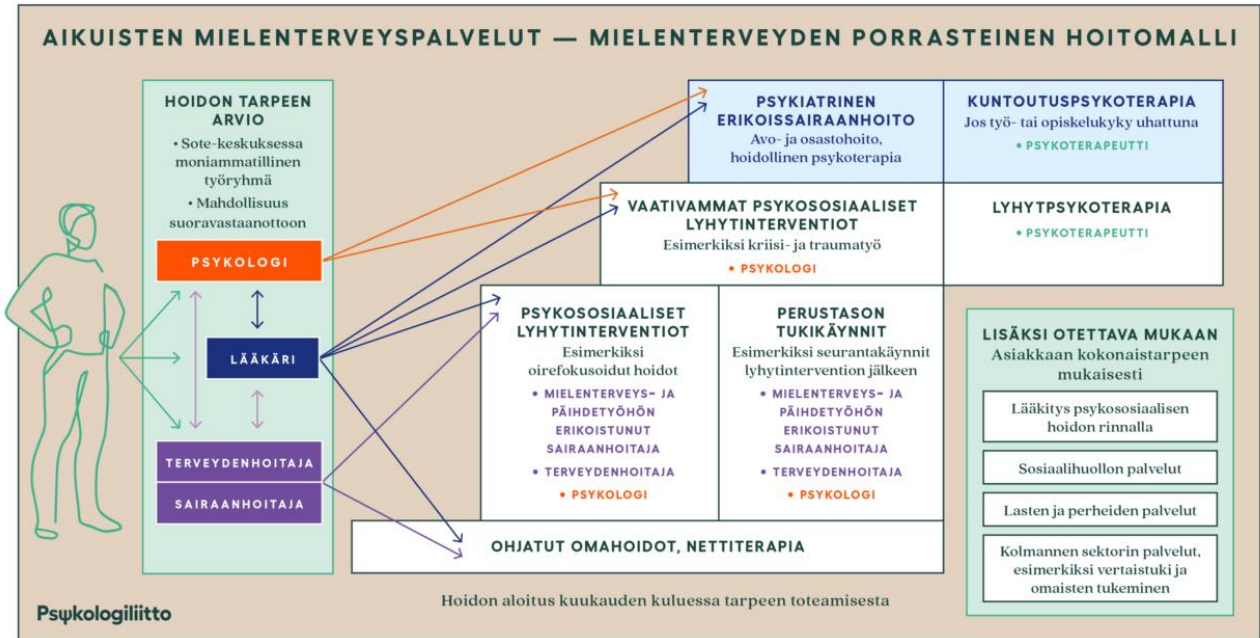 AIKUISTEN MIELENTERVEYSPALVELUT — MIELENTERVEYDEN PORRASTEINEN HOITOMALLI
HOIDON TARPEEN
ARVIO
• Sote-keskuksessa
moniammatillinen
työryhmä
• Mahdollisuus
suoravastaanottoon
PSYKOLOGI
LÄÄKÄRI
TERVEYDENHOITAJA
SAIRAANHOITAJA
PSYKIATRINEN
ERIKOISSAIRAANHOITO
Avo- ja osastohoito,
hoidollinen psykoterapia
KUNTOUTUSPSYKOTERAPIA
Jos työ- tai opiskelukyky uhattuna
• PSYKOTERAPEUTTI
VAATIVAMMAT PSYKOSOSIAALISET
LYHYTINTERVENTIOT
Esimerkiksi kriisi- ja traumatyö
• PSYKOLOGI
LYHYTPSYKOTERAPIA
• PSYKOTERAPEUTTI
PSYKOSOSIAALISET
LYHYTINTERVENTIOT
Esimerkiksi
oirefokusoidut hoidot
• MIELENTERVEYS- JA
PÄIHDETYÖHÖN
ERIKOISTUNUT
SAIRAANHOITAJA
• TERVEYDENHOITAJA
• PSYKOLOGI
PERUSTASON
TUKIKÄYNNIT
Esimerkiksi seurantakäynnit
lyhytintervention jälkeen
• MIELENTERVEYS- JA
PÄIHDETYÖHÖN
ERIKOISTUNUT
SAIRAANHOITAJA
• TERVEYDENHOITAJA
• PSYKOLOGI
OHJATUT OMAHOIDOT, NETTITERAPIA
LISÄKSI OTETTAVA MUKAAN
Asiakkaan kokonaistarpeen
mukaisesti
Lääkitys psykososiaalisen
hoidon rinnalla
Sosiaalihuollon palvelut
Lasten ja perheiden palvelut
Kolmannen sektorin palvelut,
esimerkiksi vertaistuki ja
omaisten tukeminen
Hoidon aloitus kuukauden kuluessa tarpeen toteamisesta
Psykologiliitto